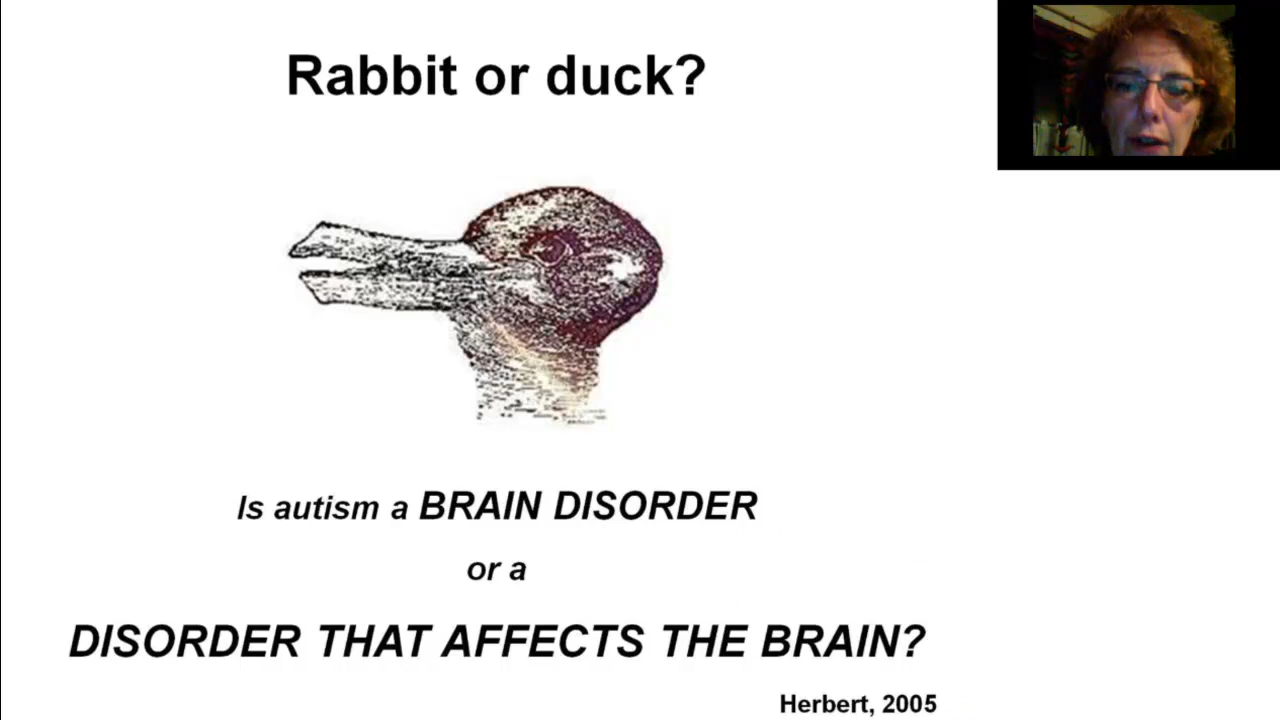 Rabbit or duck?
Is autism a BRAIN DISORDER
or a
DISORDER THAT AFFECTS THE BRAIN?
Herbert, 2005